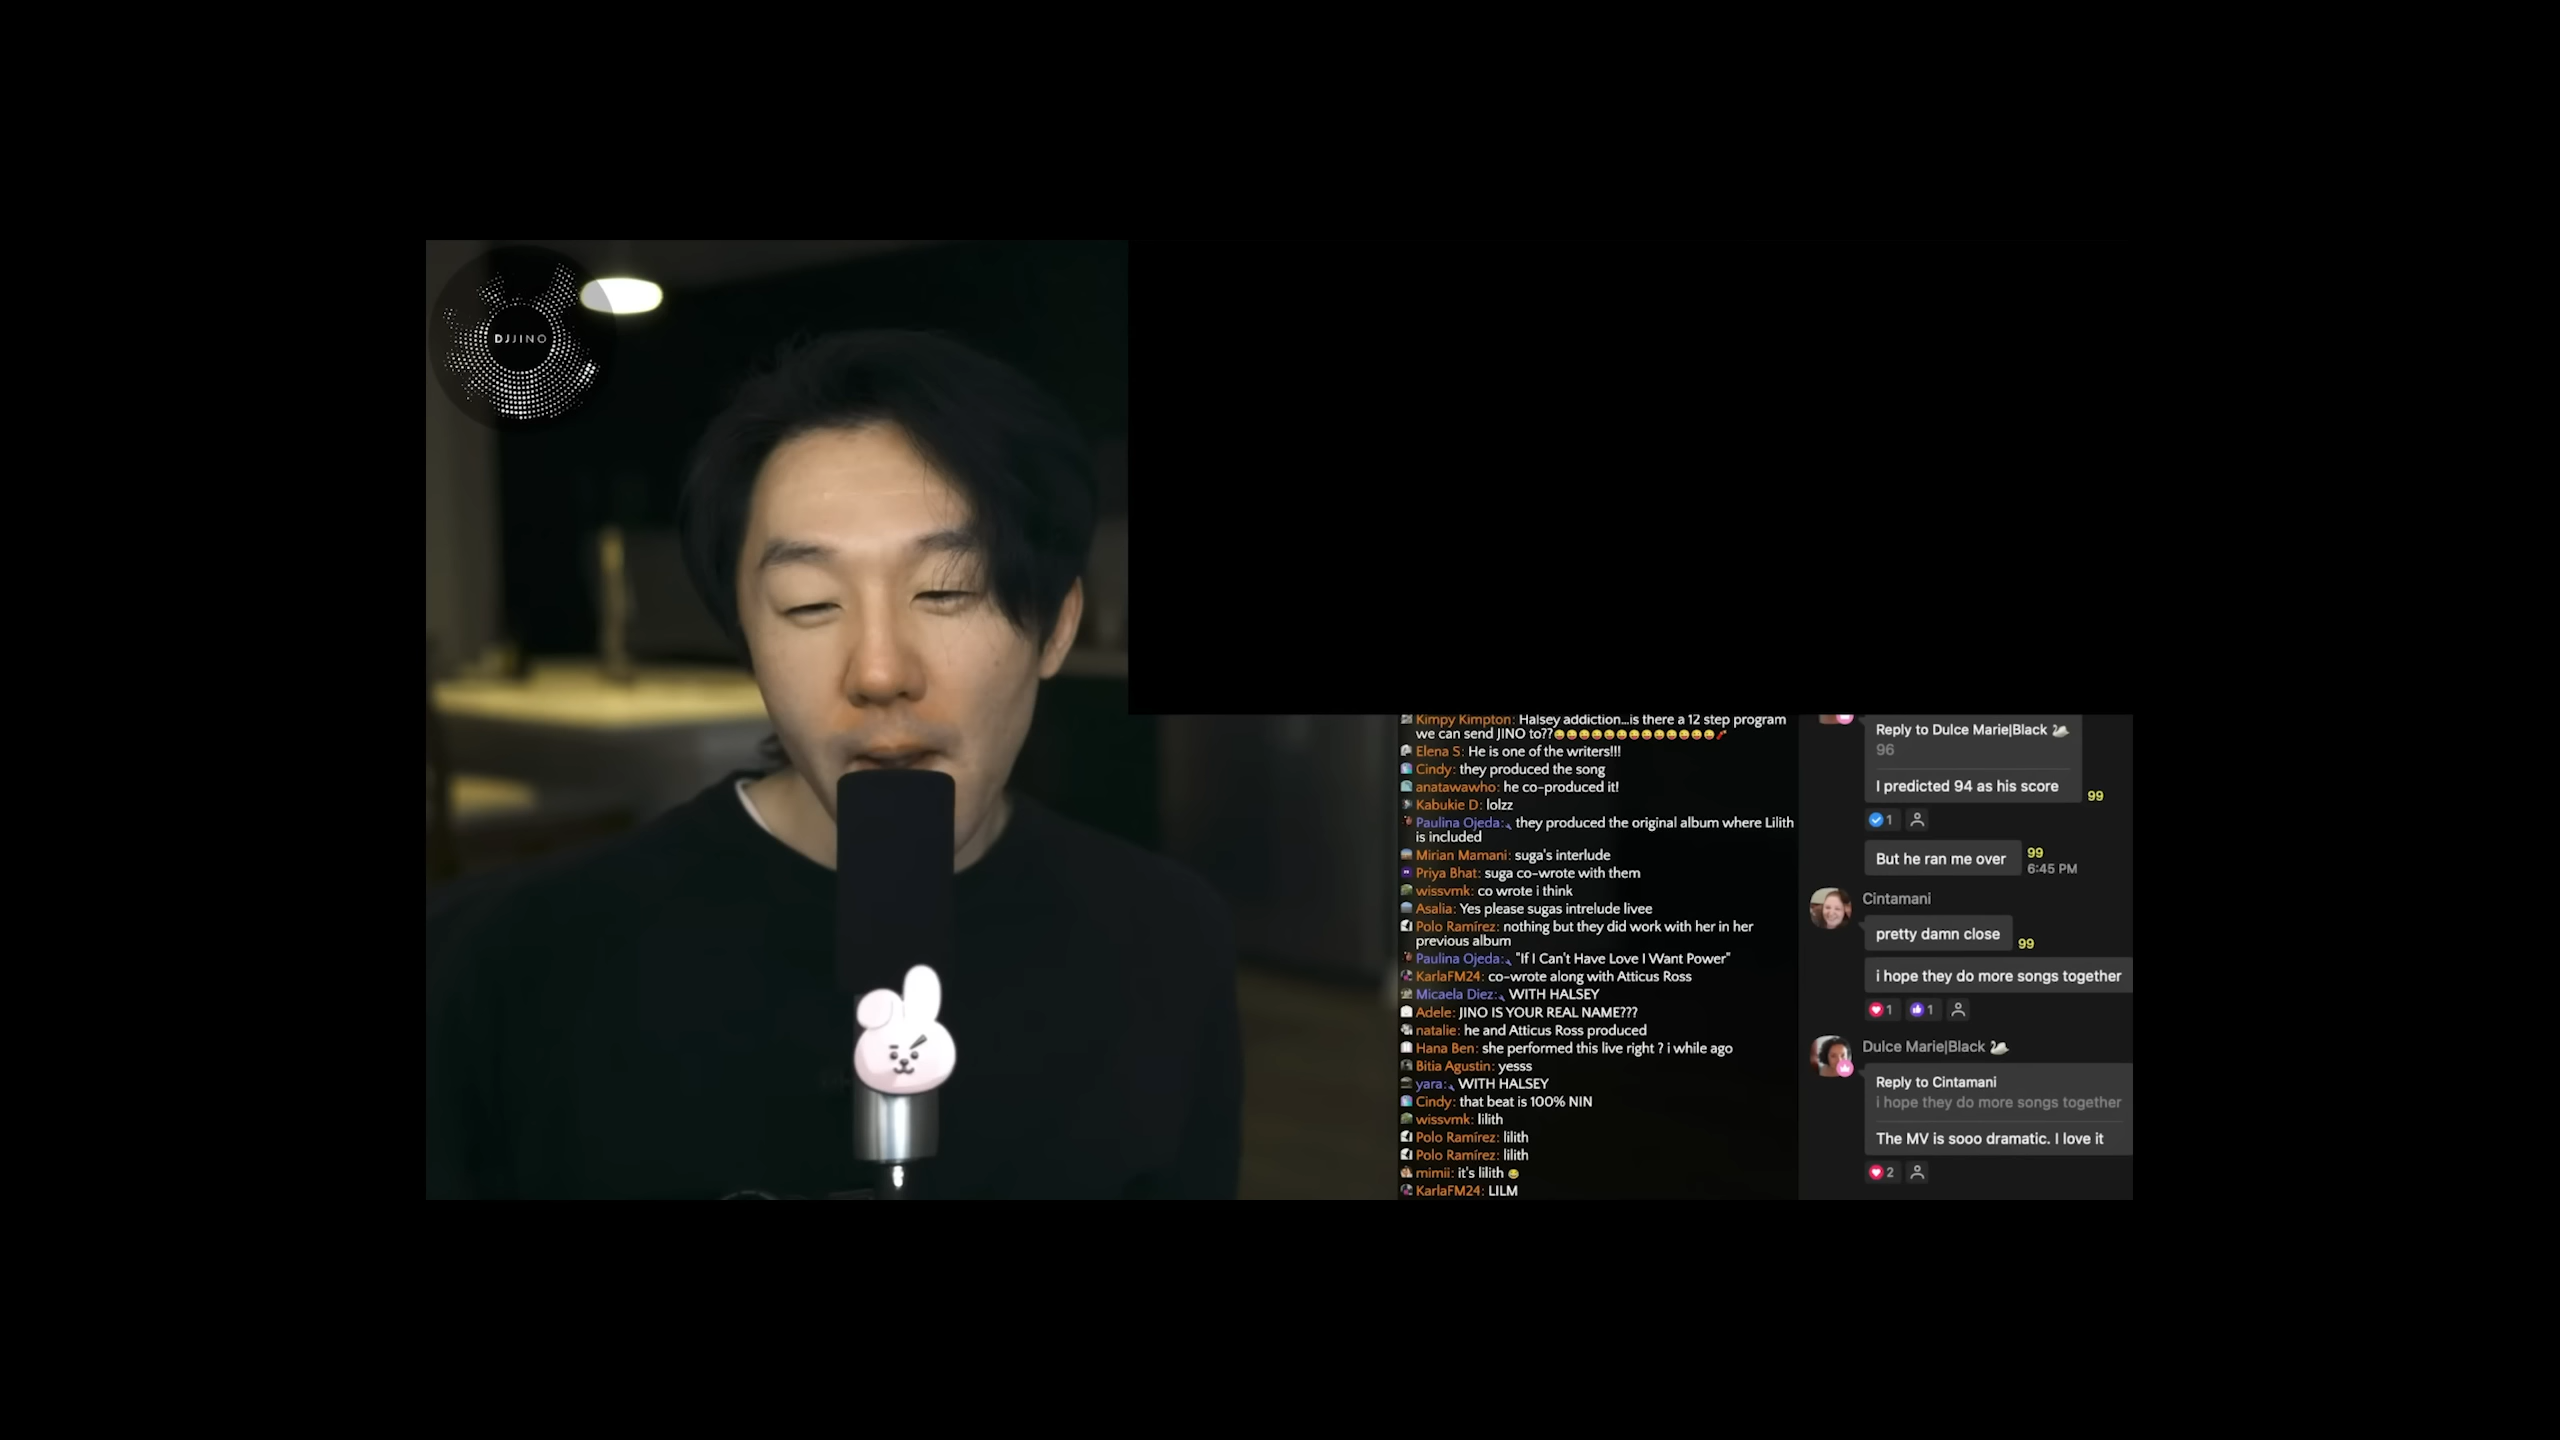 DJJINO
Kimpy Kimpton: Halsey addiction...is there a 12 step program
we can send JINO to??😜😜😜😜😜😜😜😜😜😜😜😜😜🌶
Elena S: He is one of the writers!!!
Cindy: they produced the song
anatawawho: he co-produced it!
Kabukie D: lolzz
Paulina Ojeda: they produced the original album where Lilith
is included
Mirian Mamani: suga's interlude
Priya Bhat: suga co-wrote with them
wissvmk: co wrote i think
Asalia: Yes please sugas intrelude livee
Polo Ramírez: nothing but they did work with her in her
previous album
Paulina Ojeda: "If I Can't Have Love I Want Power"
KarlaFM24: co-wrote along with Atticus Ross
Micaela Diez: WITH HALSEY
Adele: JINO IS YOUR REAL NAME???
natalie: he and Atticus Ross produced
Hana Ben: she performed this live right ? i while ago
Bitia Agustin: yesss
yara: WITH HALSEY
Cindy: that beat is 100% NIN
wissvmk: lilith
Polo Ramírez: lilith
Polo Ramírez: lilith
mimii: it's lilith 😂
KarlaFM24: LILM
Reply to Dulce Marie|Black 🦢
96
I predicted 94 as his score
99
1
But he ran me over
99
6:45 PM
Cintamani
pretty damn close
99
i hope they do more songs together
1 1
Dulce Marie|Black 🦢
Reply to Cintamani
i hope they do more songs together
The MV is sooo dramatic. I love it
2